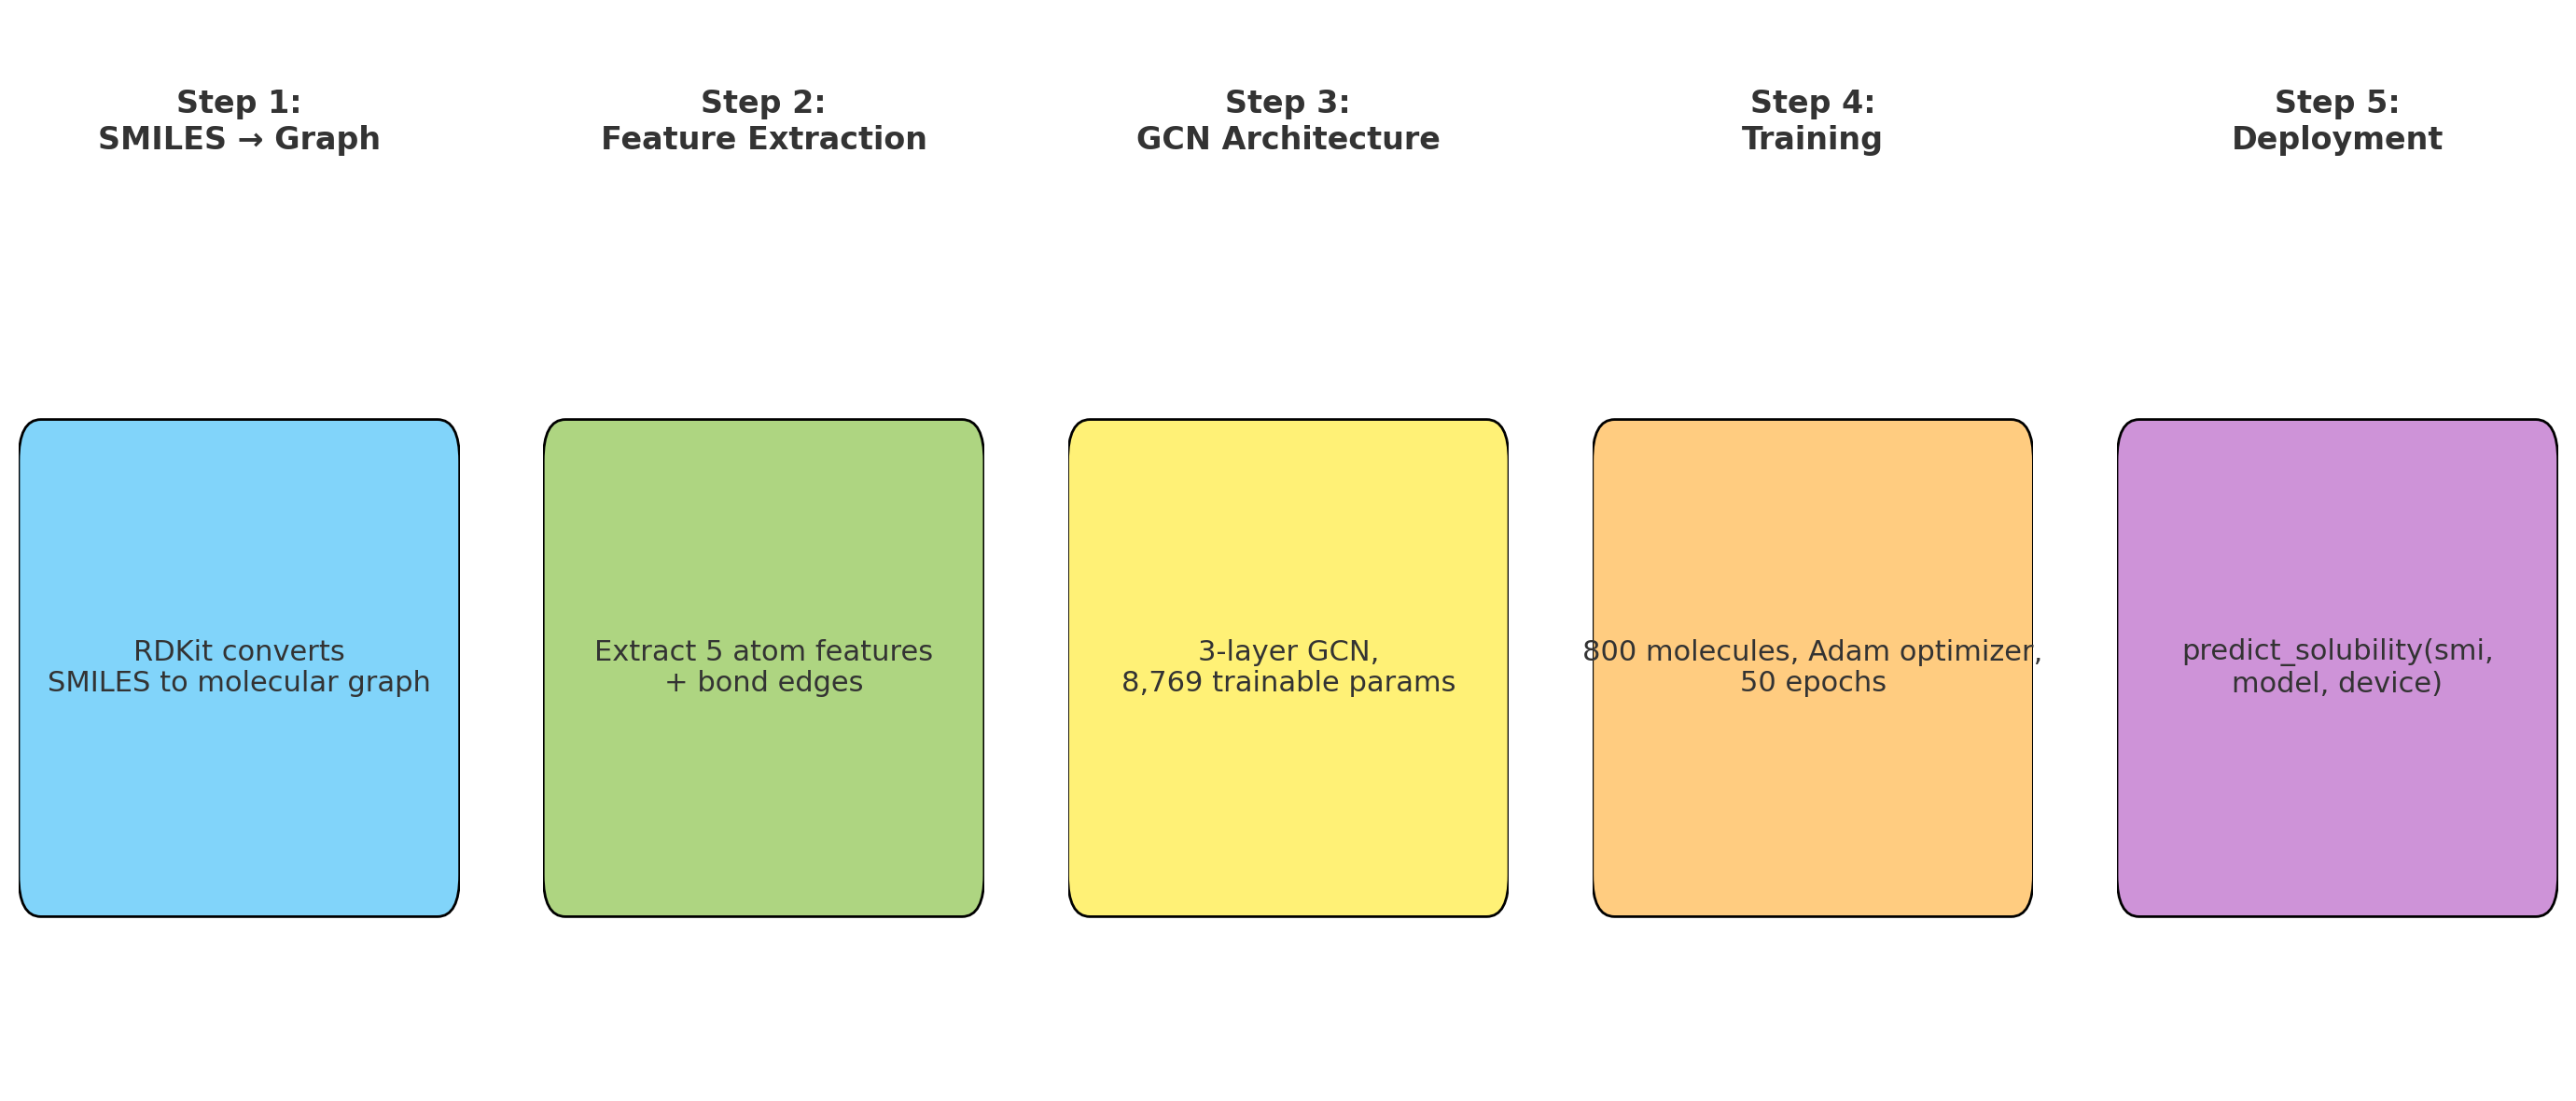 Step 1:
SMILES → Graph
Step 2:
Feature Extraction
Step 3:
GCN Architecture
Step 4:
Training
Step 5:
Deployment
RDKit converts
SMILES to molecular graph
Extract 5 atom features
+ bond edges
3-layer GCN,
8,769 trainable params
800 molecules, Adam optimizer,
50 epochs
predict_solubility(smi,
model, device)